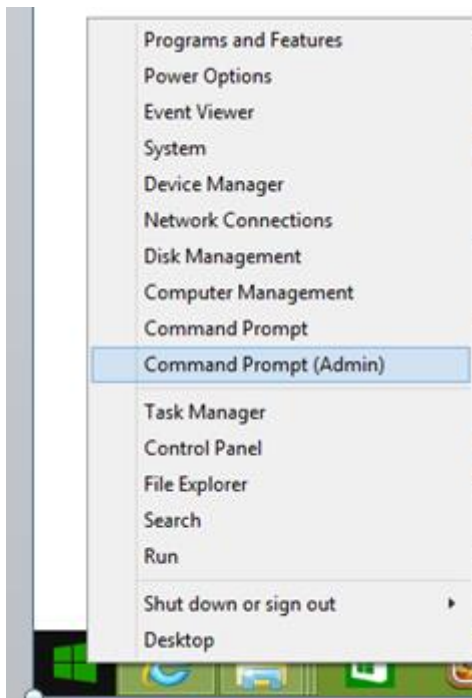 Programs and Features
Power Options
Event Viewer
System
Device Manager
Network Connections
Disk Management
Computer Management
Command Prompt
Command Prompt (Admin)
Task Manager
Control Panel
File Explorer
Search
Run
Shut down or sign out
Desktop